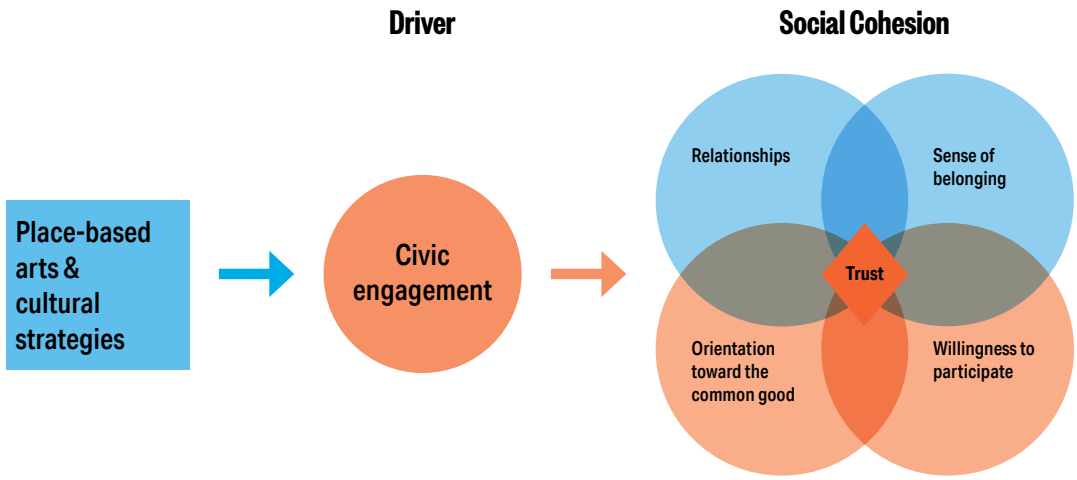 Driver
Social Cohesion
Place-based
arts &
cultural
strategies
Civic
engagement
Relationships
Sense of
belonging
Trust
Orientation
toward the
common good
Willingness to
participate